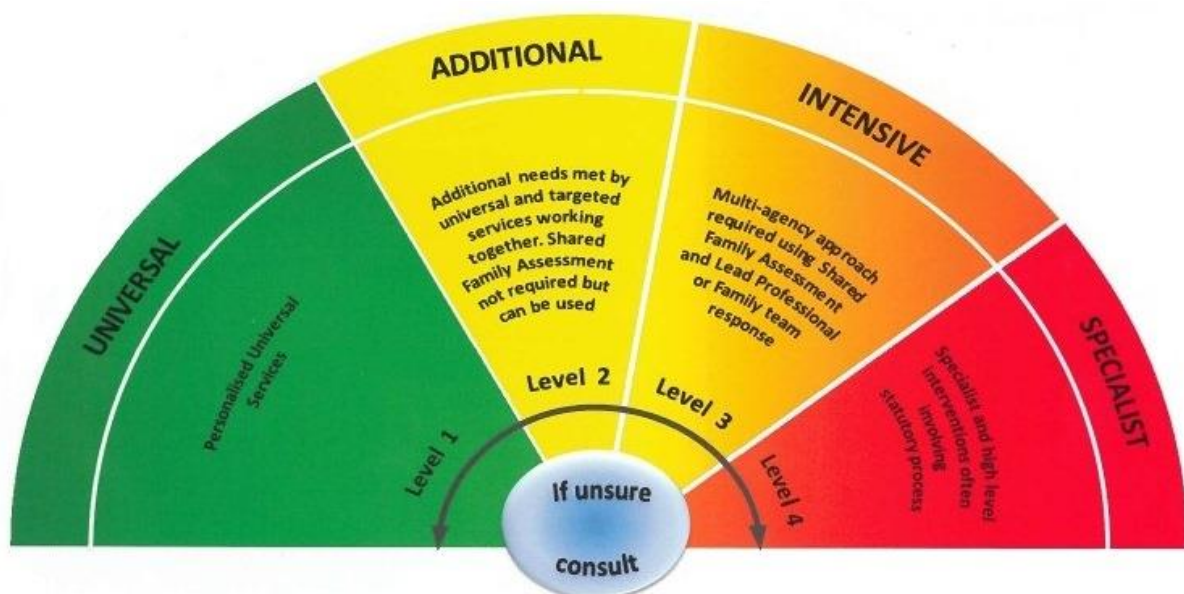 UNIVERSAL
Personalised Universal
Services
Level 1
ADDITIONAL
Additional needs met by
universal and targeted
services working
together. Shared
Family Assessment
not required but
can be used
Level 2
INTENSIVE
Multi-agency approach
required using Shared
Family Assessment
and Lead Professional
or Family team
response
Level 3
SPECIALIST
Specialist and high level
interventions often
involving
statutory process
Level 4
If unsure
consult